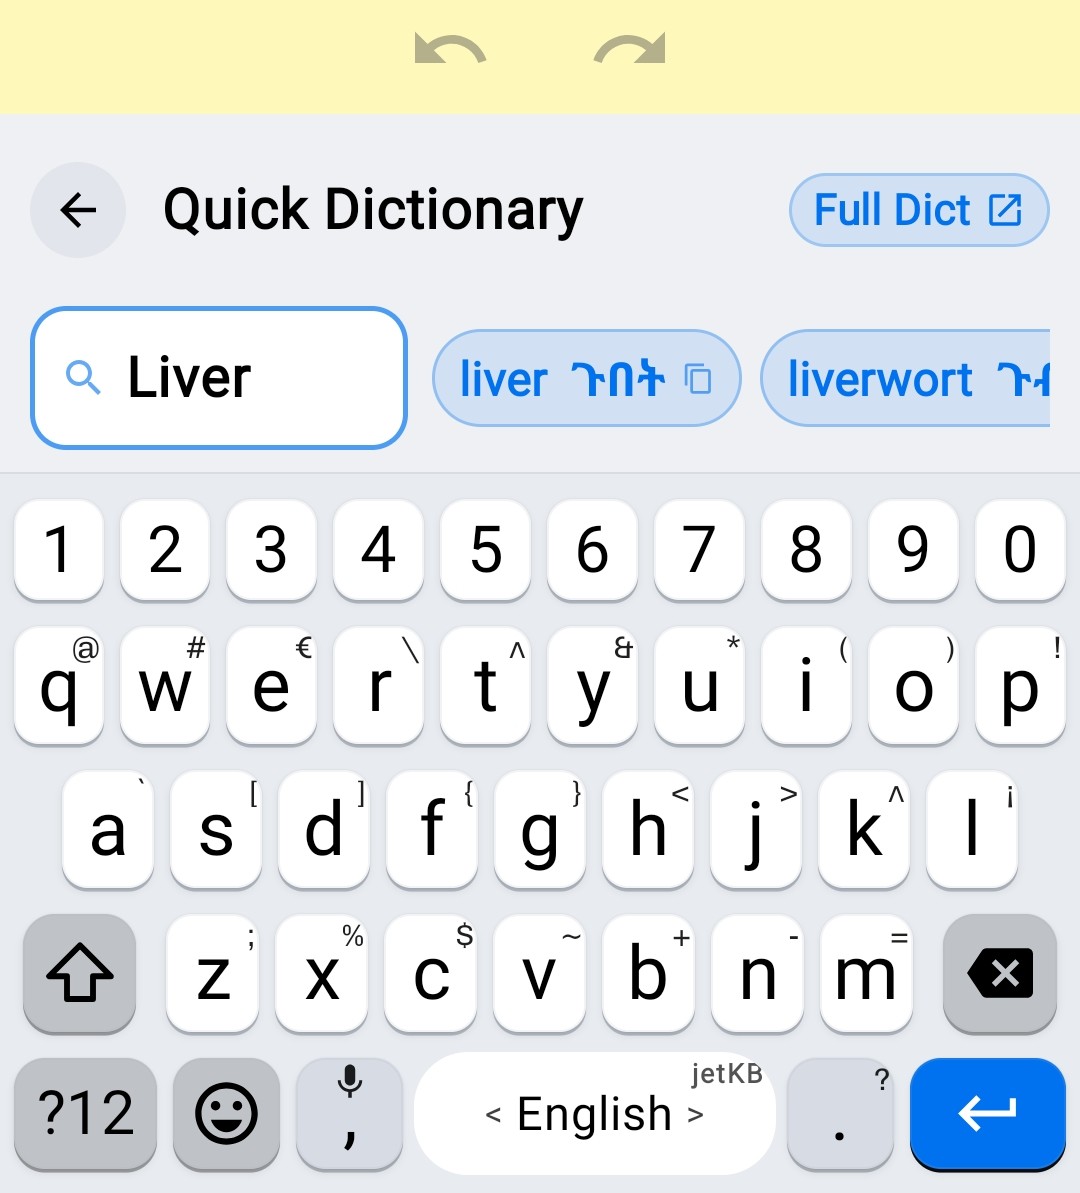 Quick Dictionary Full Dict
Liver liver ጉበት liverwort
1 2 3 4 5 6 7 8 9 0
@ # € \ ^ & * ( ) !
q w e r t y u i o p
` [ ] { } < > ^ ¡
a s d f g h j k l
; % $ ~ + - =
z x c v b n m
jetKB ?
?12 , < English > .